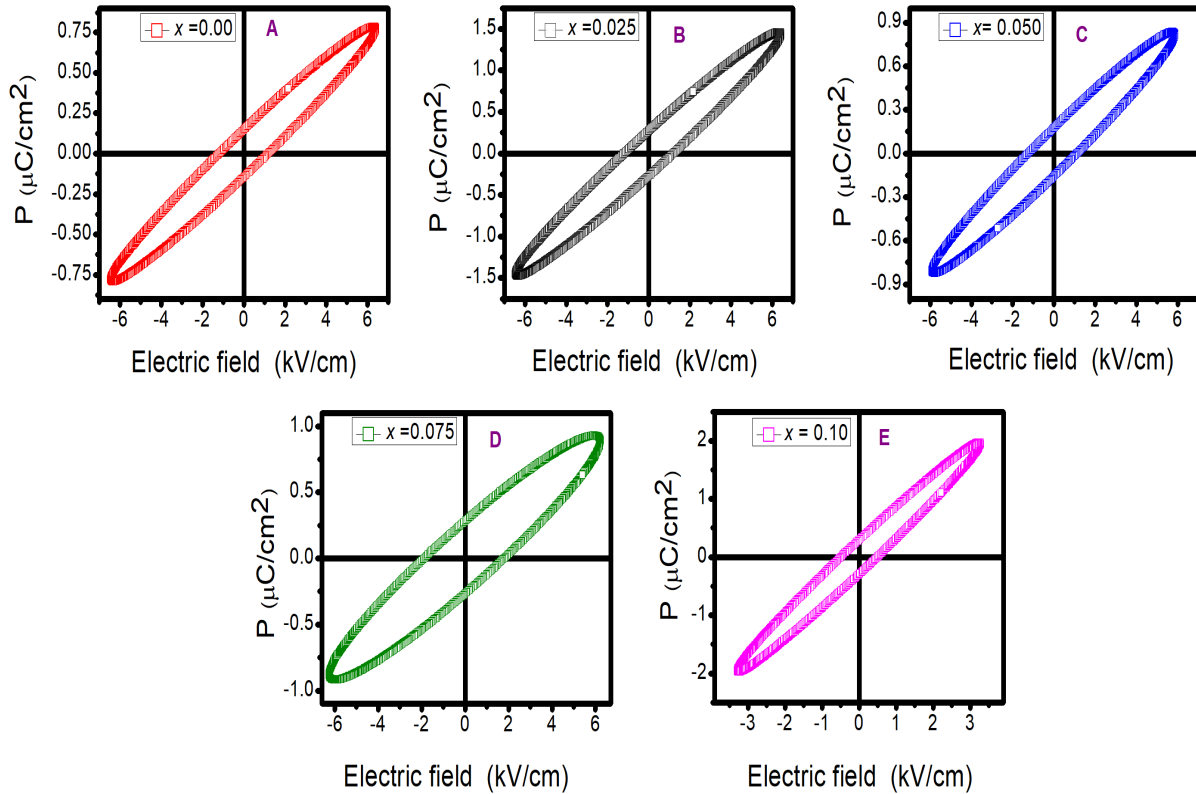 x =0.00
A
P (μC/cm2)
0.75
0.50
0.25
0.00
-0.25
-0.50
-0.75
-6 -4 -2 0 2 4 6
Electric field (kV/cm)
x =0.025
B
P (μC/cm2)
1.5
1.0
0.5
0.0
-0.5
-1.0
-1.5
-6 -4 -2 0 2 4 6
Electric field (kV/cm)
x= 0.050
C
P (μC/cm2)
0.9
0.6
0.3
0.0
-0.3
-0.6
-0.9
-6 -4 -2 0 2 4 6
Electric field (kV/cm)
x =0.075
D
P (μC/cm2)
1.0
0.5
0.0
-0.5
-1.0
-6 -4 -2 0 2 4 6
Electric field (kV/cm)
x = 0.10
E
P (μC/cm2)
2
1
0
-1
-2
-3 -2 -1 0 1 2 3
Electric field (kV/cm)